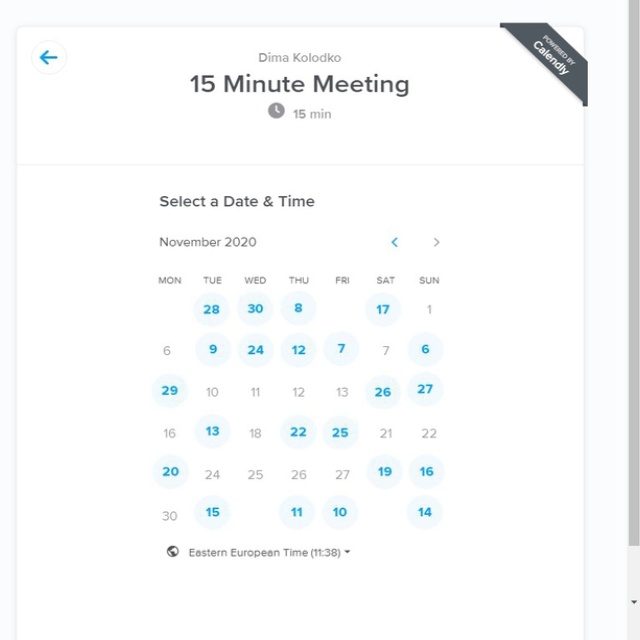 POWERED BY
Calendly
Dima Kolodko
15 Minute Meeting
15 min
Select a Date & Time
November 2020
MON TUE WED THU FRI SAT SUN
28 30 8 17 1
6 9 24 12 7 7 6
29 10 11 12 13 26 27
16 13 18 22 25 21 22
20 24 25 26 27 19 16
30 15 11 10 14
Eastern European Time (11:38)